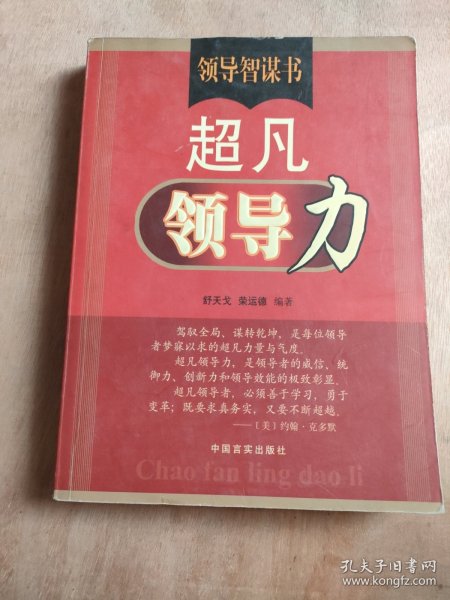 领导智谋书
超凡
领导力
舒天戈 荣运德 编著
驾驭全局、谋转乾坤，是每位领导
者梦寐以求的超凡力量与气度。
超凡领导力，是领导者的威信、统
御力、创新力和领导效能的极致彰显。
超凡领导者，必须善于学习，勇于
变革；既要求真务实，又要不断超越。
——〔美〕约翰·克多默
中国言实出版社
Chao fan ling dao li
孔夫子旧书网
www.kongfz.com